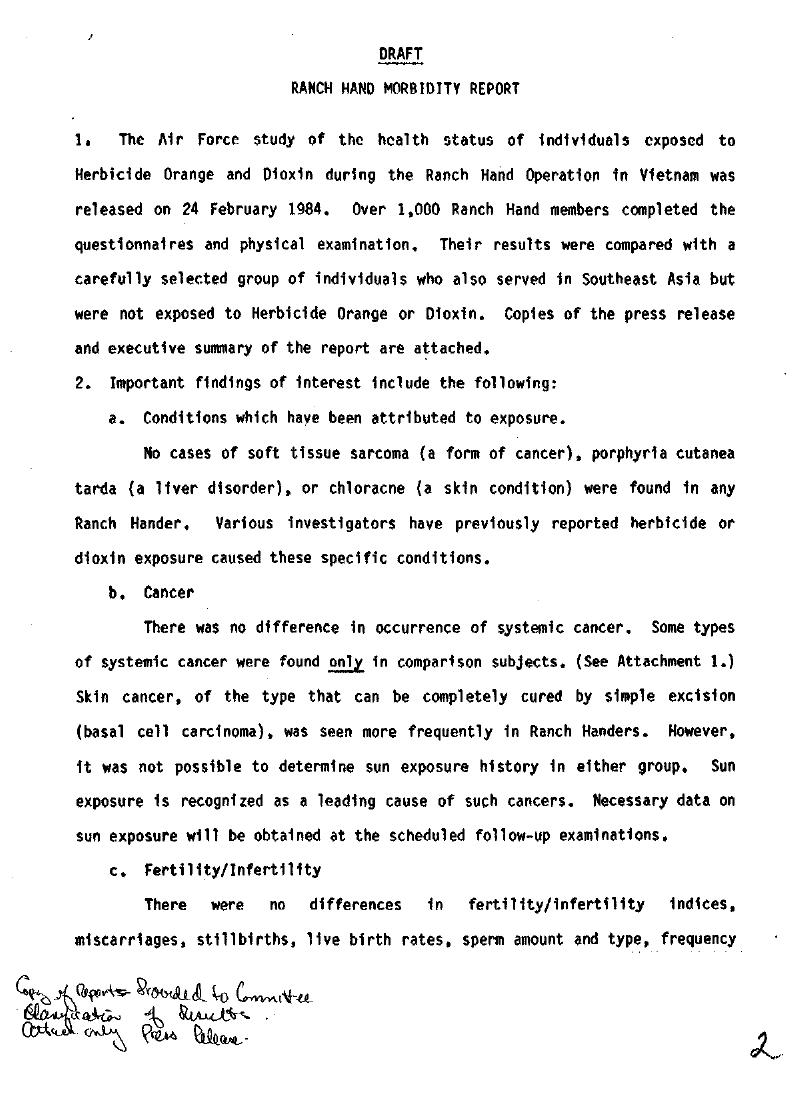 DRAFT
RANCH HAND MORBIDITY REPORT
1. The Air Force study of the health status of individuals exposed to
Herbicide Orange and Dioxin during the Ranch Hand Operation in Vietnam was
released on 24 February 1984. Over 1,000 Ranch Hand members completed the
questionnaires and physical examination. Their results were compared with a
carefully selected group of individuals who also served in Southeast Asia but
were not exposed to Herbicide Orange or Dioxin. Copies of the press release
and executive summary of the report are attached.
2. Important findings of interest include the following:
a. Conditions which have been attributed to exposure.
No cases of soft tissue sarcoma (a form of cancer), porphyria cutanea
tarda (a liver disorder), or chloracne (a skin condition) were found in any
Ranch Hander. Various investigators have previously reported herbicide or
dioxin exposure caused these specific conditions.
b. Cancer
There was no difference in occurrence of systemic cancer. Some types
of systemic cancer were found only in comparison subjects. (See Attachment 1.)
Skin cancer, of the type that can be completely cured by simple excision
(basal cell carcinoma), was seen more frequently in Ranch Handers. However,
it was not possible to determine sun exposure history in either group. Sun
exposure is recognized as a leading cause of such cancers. Necessary data on
sun exposure will be obtained at the scheduled follow-up examinations.
c. Fertility/Infertility
There were no differences in fertility/infertility indices,
miscarriages, stillbirths, live birth rates, sperm amount and type, frequency
Copy of Reports Provided to Committee
Clarification of Results.
Attach only Press Release.
2